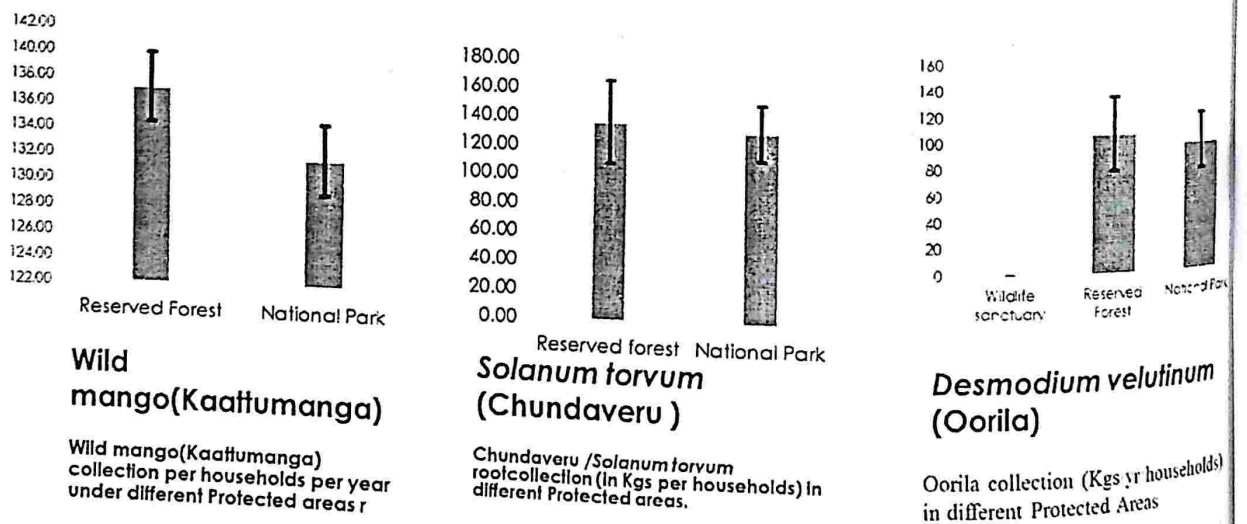 142.00
140.00
136.00
136.00
134.00
132.00
130.00
128.00
126.00
124.00
122.00
Reserved Forest National Park
Wild
mango(Kaattumanga)
Wild mango(Kaattumanga)
collection per households per year
under different Protected areas r
180.00
160.00
140.00
120.00
100.00
80.00
60.00
40.00
20.00
0.00
Reserved forest National Park
Solanum torvum
(Chundaveru )
Chundaveru /Solanum torvum
rootcollection (in Kgs per households) in
different Protected areas.
160
140
120
100
80
60
40
20
0
Wildlife
sanctuary
Reserved
Forest
National Park
Desmodium velutinum
(Oorila)
Oorila collection (Kgs yr households)
in different Protected Areas